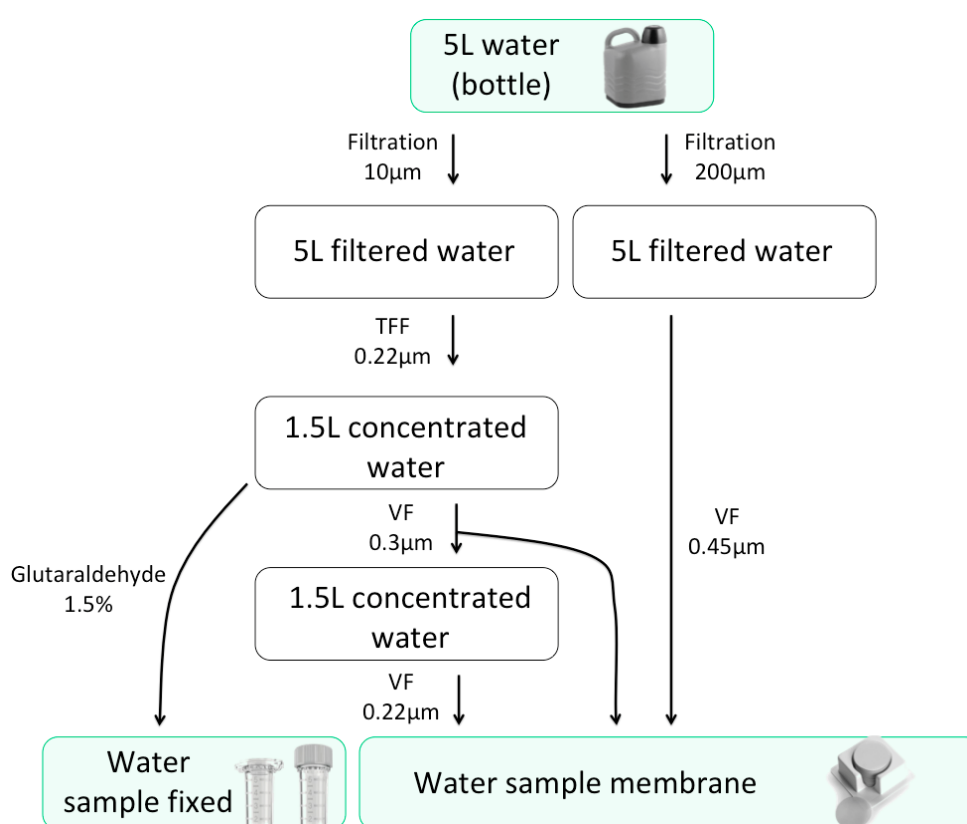 5L water
(bottle)
Filtration
10µm
Filtration
200µm
5L filtered water
5L filtered water
TFF
0.22µm
1.5L concentrated
water
VF
0.3µm
VF
0.45µm
Glutaraldehyde
1.5%
1.5L concentrated
water
VF
0.22µm
Water
sample fixed
Water sample membrane